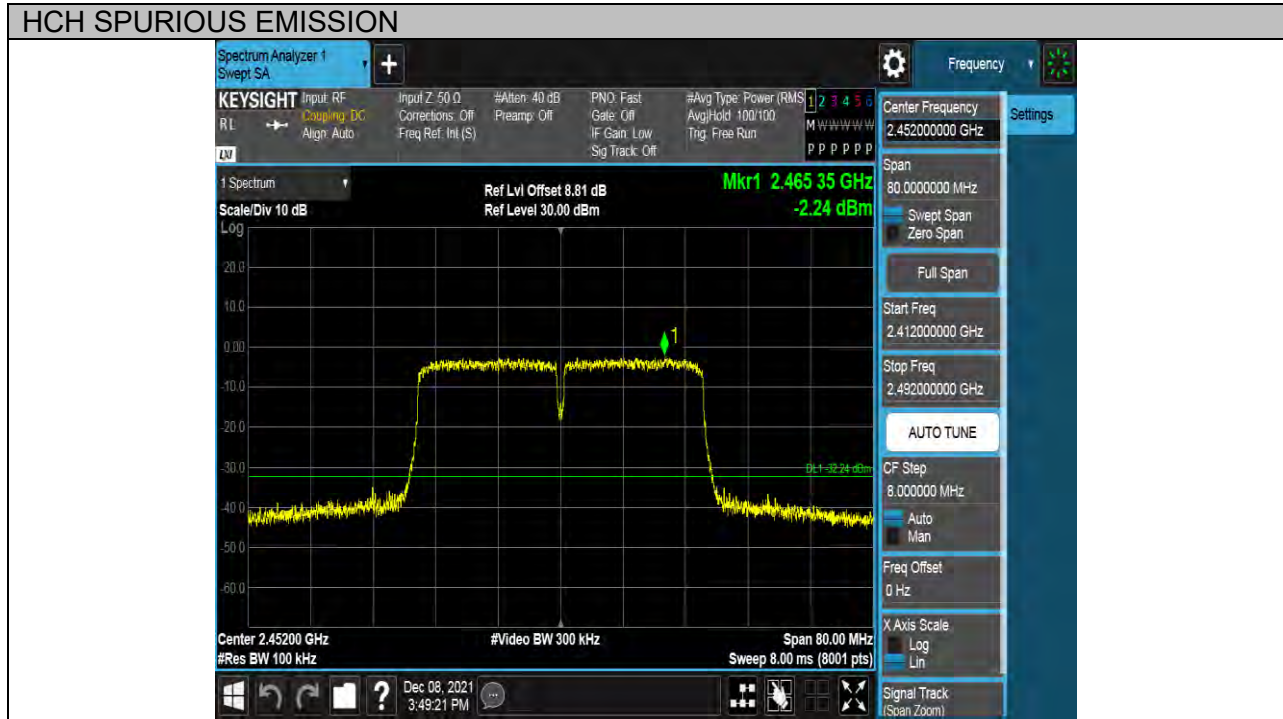 HCH SPURIOUS EMISSION
Spectrum Analyzer 1
Swept SA
+
Frequency
KEYSIGHT
RL
LXI
Input: RF
Coupling: DC
Align: Auto
Input Z: 50 Ω
Corrections: Off
Freq Ref: Int (S)
#Atten: 40 dB
Preamp: Off
PNO: Fast
Gate: Off
IF Gain: Low
Sig Track: Off
#Avg Type: Power (RMS
Avg|Hold: 100/100
Trig: Free Run
1 2 3 4 5 6
M W W W W W
P P P P P P
Settings
1 Spectrum
Scale/Div 10 dB
Log
Ref Lvl Offset 8.81 dB
Ref Level 30.00 dBm
Mkr1 2.465 35 GHz
-2.24 dBm
20.0
10.0
0.00
-10.0
-20.0
-30.0
-40.0
-50.0
-60.0
1
DL1 -32.24 dBm
Center 2.45200 GHz
#Res BW 100 kHz
#Video BW 300 kHz
Span 80.00 MHz
Sweep 8.00 ms (8001 pts)
Center Frequency
2.452000000 GHz
Span
80.0000000 MHz
Swept Span
Zero Span
Full Span
Start Freq
2.412000000 GHz
Stop Freq
2.492000000 GHz
AUTO TUNE
CF Step
8.000000 MHz
Auto
Man
Freq Offset
0 Hz
X Axis Scale
Log
Lin
Signal Track
(Span Zoom)
?
Dec 08, 2021
3:49:21 PM